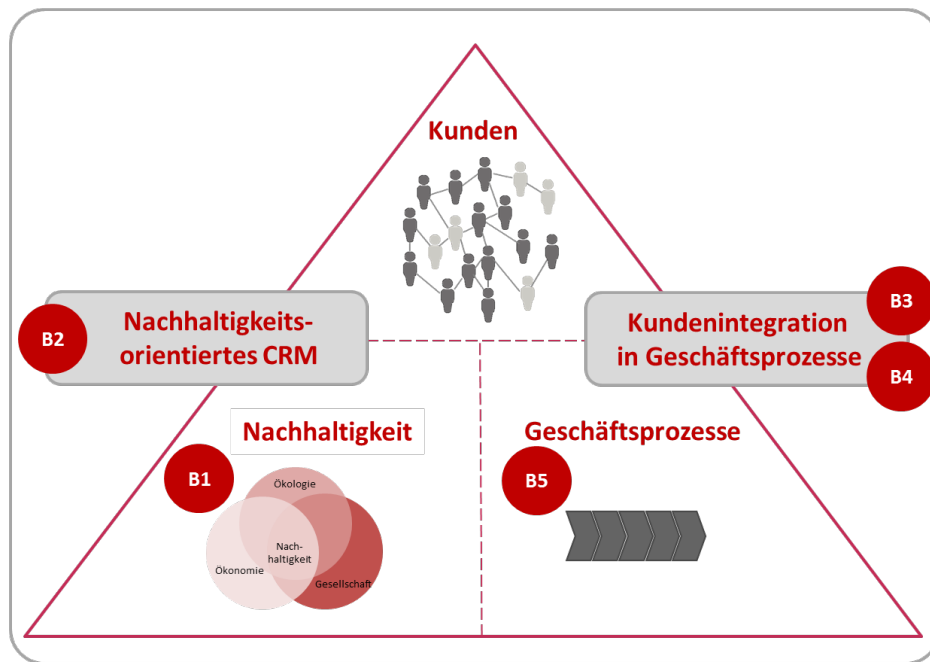 Kunden
B2
Nachhaltigkeits-
orientiertes CRM
Kundenintegration
in Geschäftsprozesse
B3
B4
Nachhaltigkeit
B1
Ökologie
Nach-
haltigkeit
Ökonomie
Gesellschaft
Geschäftsprozesse
B5